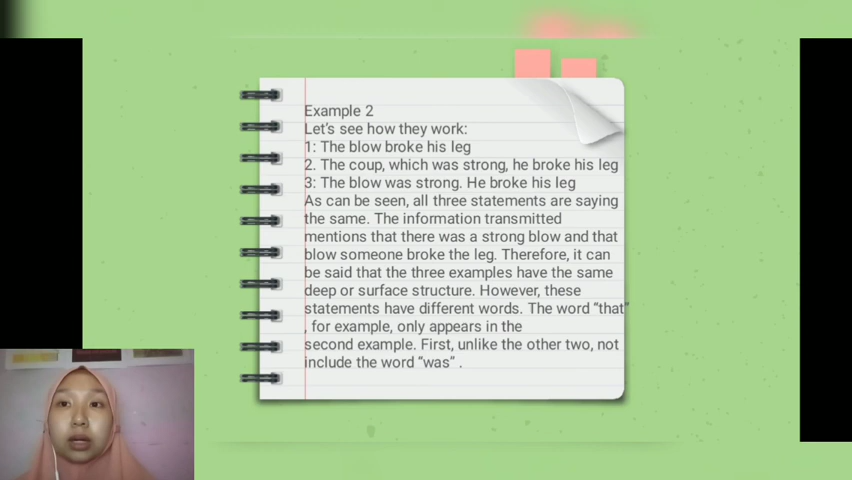 Example 2
Let's see how they work:
1: The blow broke his leg
2. The coup, which was strong, he broke his leg
3: The blow was strong. He broke his leg
As can be seen, all three statements are saying
the same. The information transmitted
mentions that there was a strong blow and that
blow someone broke the leg. Therefore, it can
be said that the three examples have the same
deep or surface structure. However, these
statements have different words. The word “that”
, for example, only appears in the
second example. First, unlike the other two, not
include the word “was” .